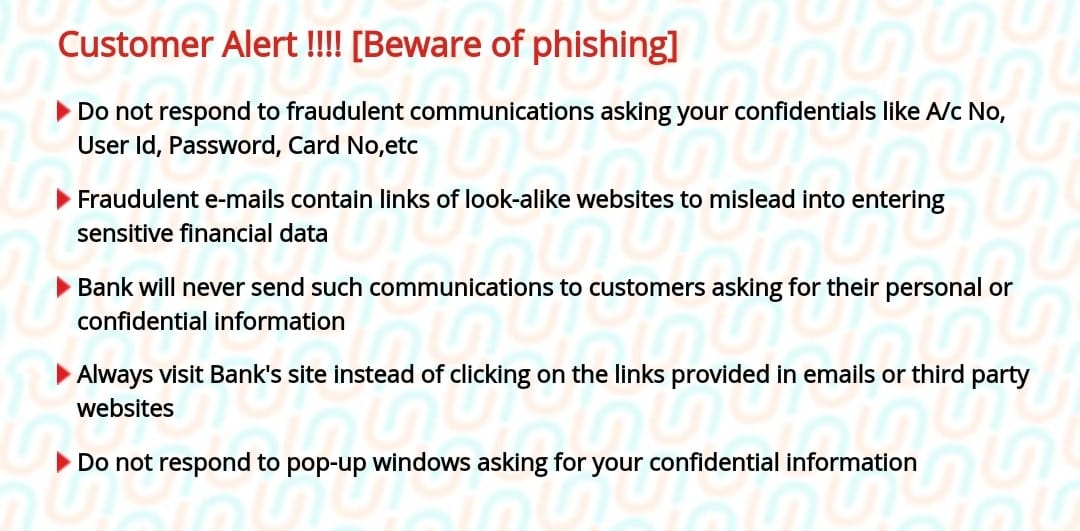 Customer Alert !!!! [Beware of phishing]
Do not respond to fraudulent communications asking your confidentials like A/c No,
User Id, Password, Card No,etc
Fraudulent e-mails contain links of look-alike websites to mislead into entering
sensitive financial data
Bank will never send such communications to customers asking for their personal or
confidential information
Always visit Bank's site instead of clicking on the links provided in emails or third party
websites
Do not respond to pop-up windows asking for your confidential information